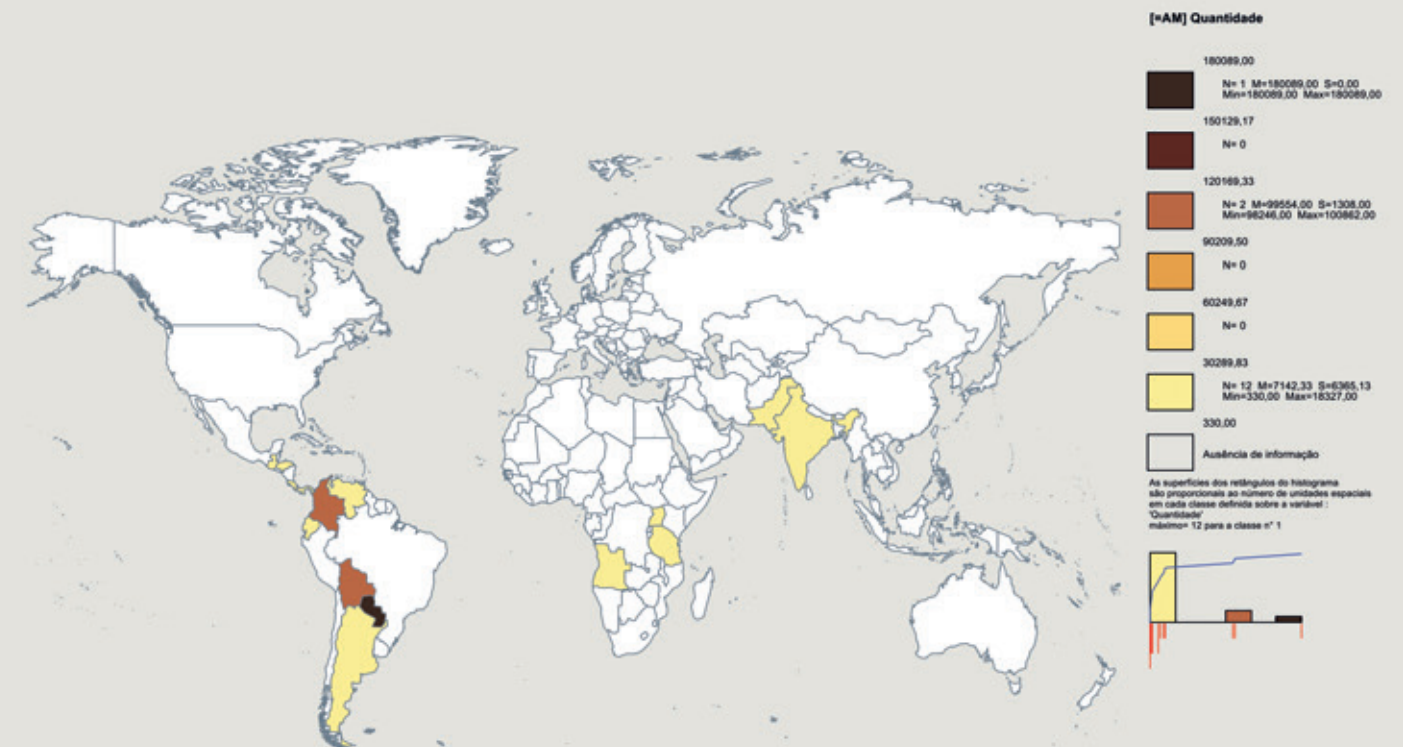 [=AM] Quantidade
180089,00
N= 1 M=180089,00 S=0,00
Min=180089,00 Max=180089,00
150129,17
N= 0
120169,33
N= 2 M=99554,00 S=1308,00
Min=98246,00 Max=100862,00
90209,50
N= 0
60249,67
N= 0
30289,83
N= 12 M=7142,33 S=6365,13
Min=330,00 Max=18327,00
330,00
Ausência de informação
As superfícies dos retângulos do histograma
são proporcionais ao número de unidades espaciais
em cada classe definida sobre a variável :
'Quantidade'
máximo= 12 para a classe n° 1